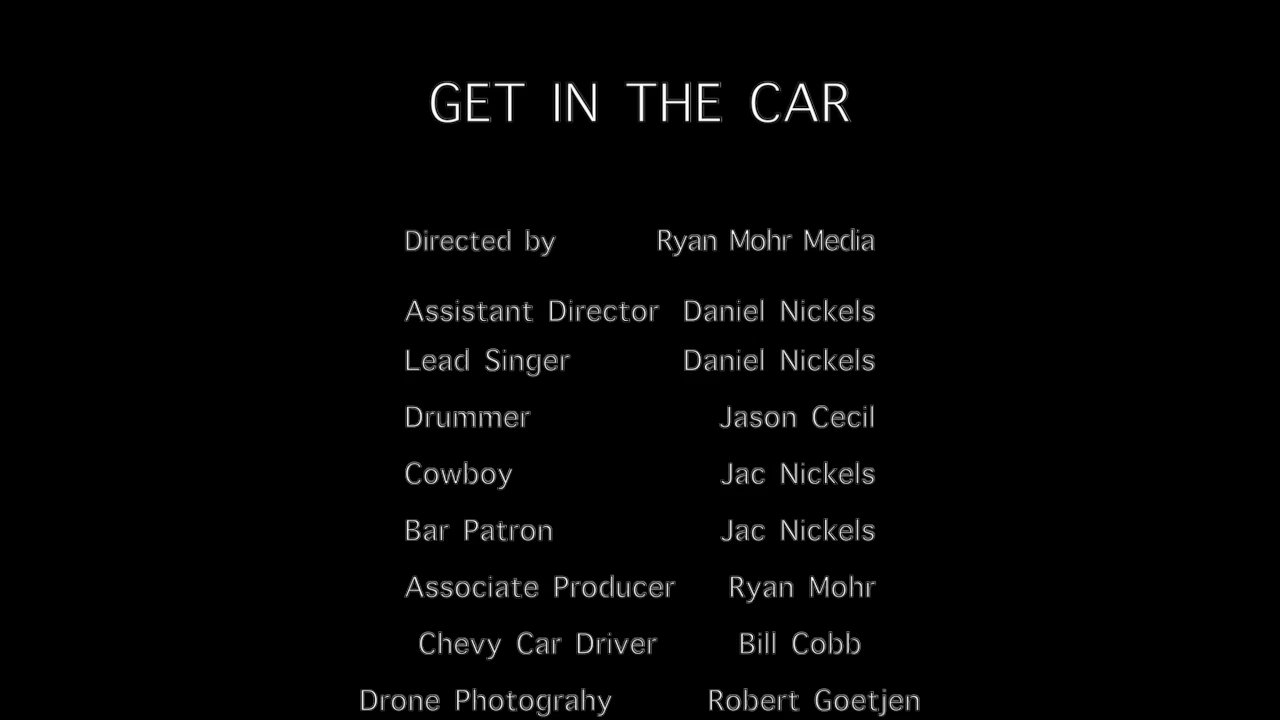 GET IN THE CAR
Directed by Ryan Mohr Media
Assistant Director Daniel Nickels
Lead Singer Daniel Nickels
Drummer Jason Cecil
Cowboy Jac Nickels
Bar Patron Jac Nickels
Associate Producer Ryan Mohr
Chevy Car Driver Bill Cobb
Drone Photograhy Robert Goetjen